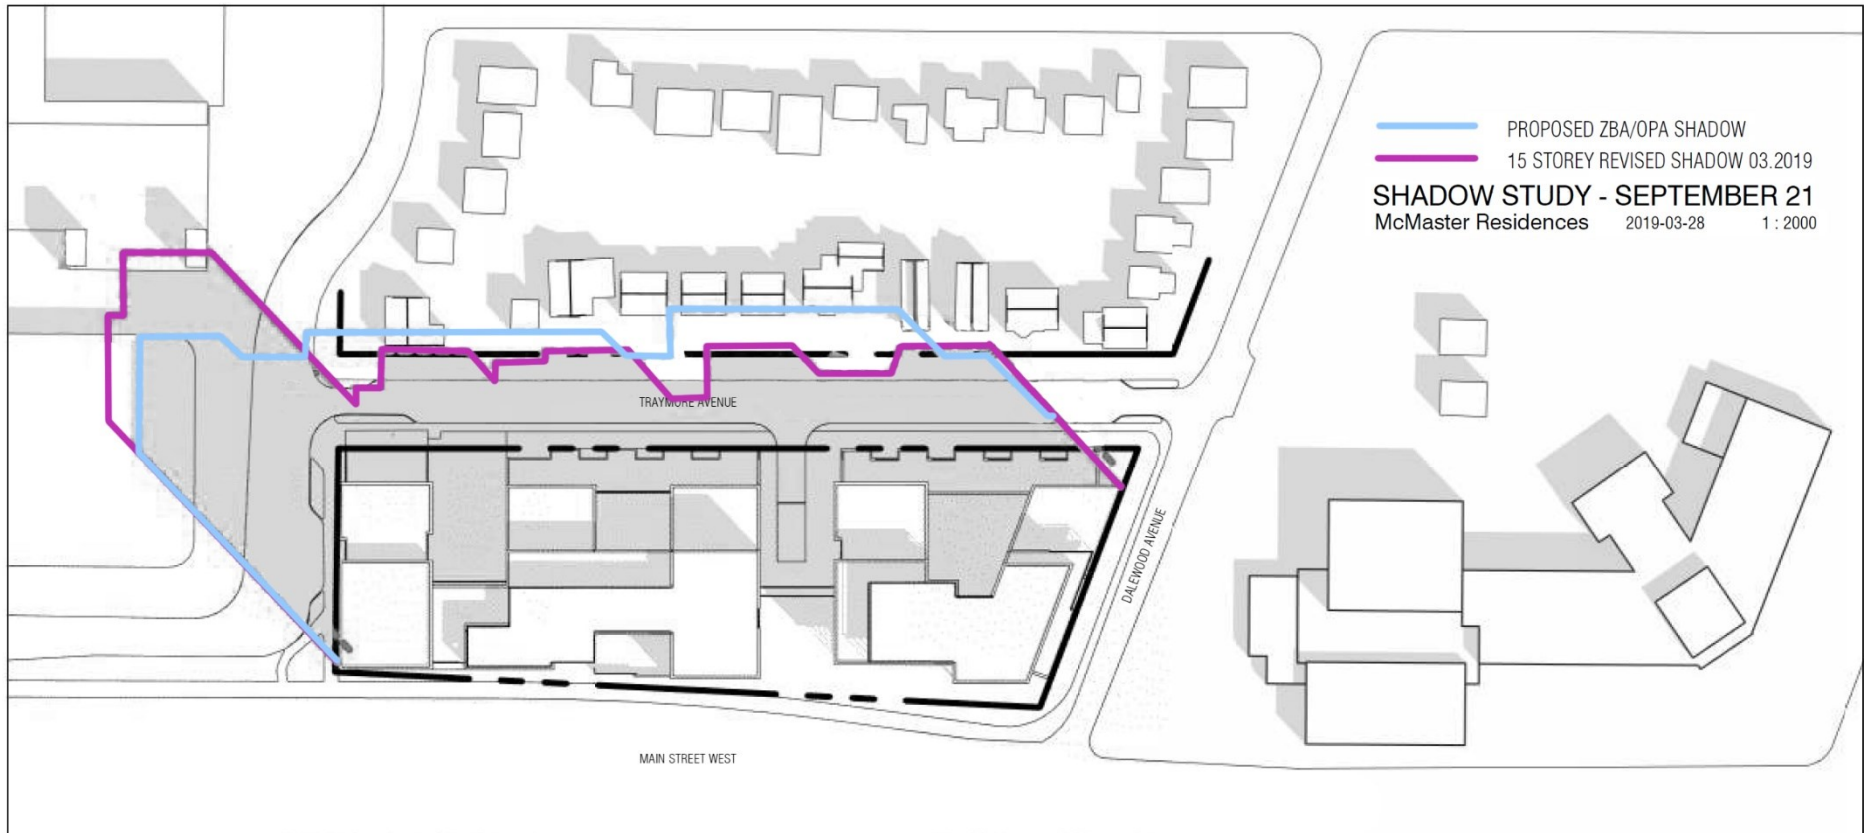 PROPOSED ZBA/OPA SHADOW
15 STOREY REVISED SHADOW 03.2019
SHADOW STUDY - SEPTEMBER 21
McMaster Residences 2019-03-28 1 : 2000
TRAYMORE AVENUE
DALEWOOD AVENUE
MAIN STREET WEST